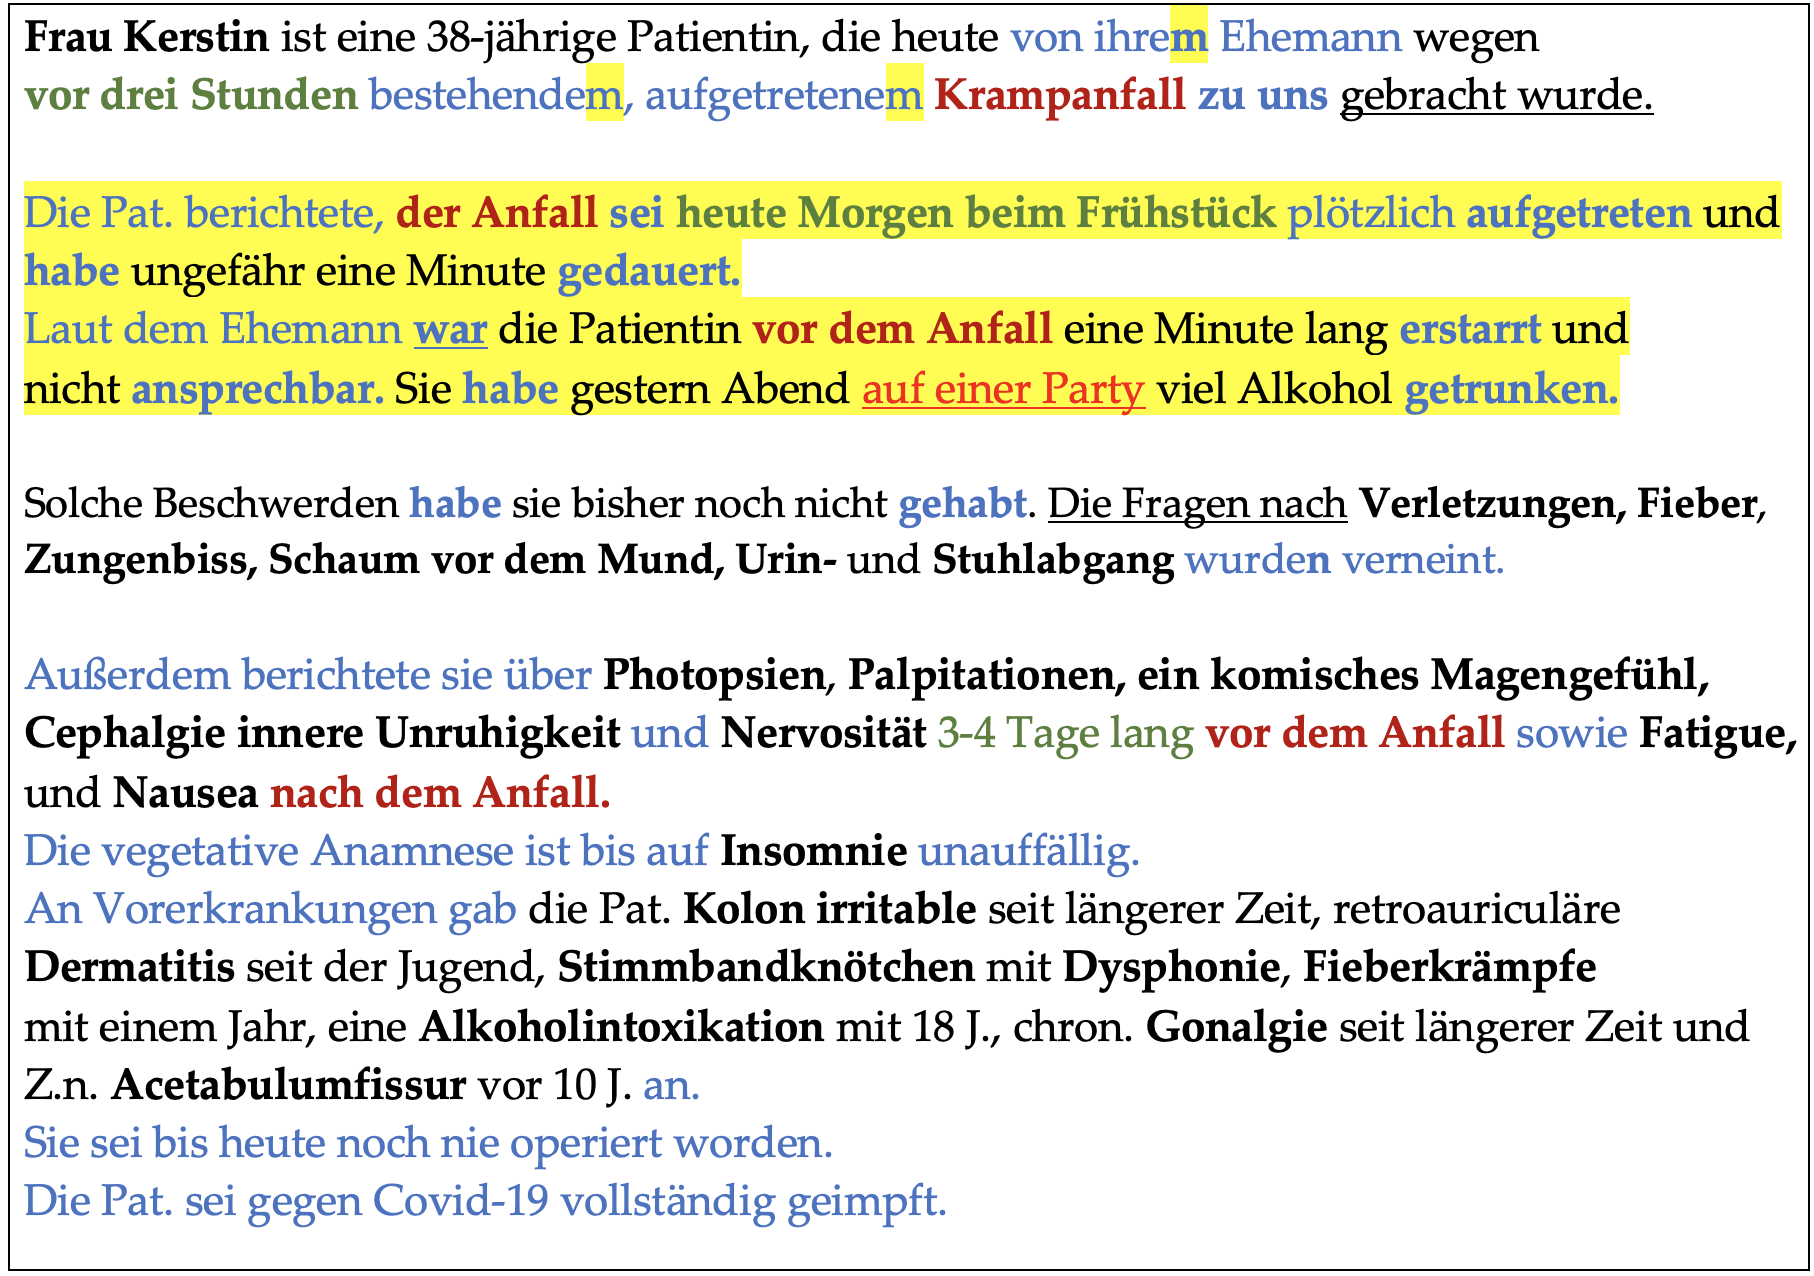 Frau Kerstin ist eine 38-jährige Patientin, die heute von ihrem Ehemann wegen
vor drei Stunden bestehendem, aufgetretenem Krampanfall zu uns gebracht wurde.
Die Pat. berichtete, der Anfall sei heute Morgen beim Frühstück plötzlich aufgetreten und
habe ungefähr eine Minute gedauert.
Laut dem Ehemann war die Patientin vor dem Anfall eine Minute lang erstarrt und
nicht ansprechbar. Sie habe gestern Abend auf einer Party viel Alkohol getrunken.
Solche Beschwerden habe sie bisher noch nicht gehabt. Die Fragen nach Verletzungen, Fieber,
Zungenbiss, Schaum vor dem Mund, Urin- und Stuhlabgang wurden verneint.
Außerdem berichtete sie über Photopsien, Palpitationen, ein komisches Magengefühl,
Cephalgie innere Unruhigkeit und Nervosität 3-4 Tage lang vor dem Anfall sowie Fatigue,
und Nausea nach dem Anfall.
Die vegetative Anamnese ist bis auf Insomnie unauffällig.
An Vorerkrankungen gab die Pat. Kolon irritable seit längerer Zeit, retroauriculäre
Dermatitis seit der Jugend, Stimmbandknötchen mit Dysphonie, Fieberkrämpfe
mit einem Jahr, eine Alkoholintoxikation mit 18 J., chron. Gonalgie seit längerer Zeit und
Z.n. Acetabulumfissur vor 10 J. an.
Sie sei bis heute noch nie operiert worden.
Die Pat. sei gegen Covid-19 vollständig geimpft.